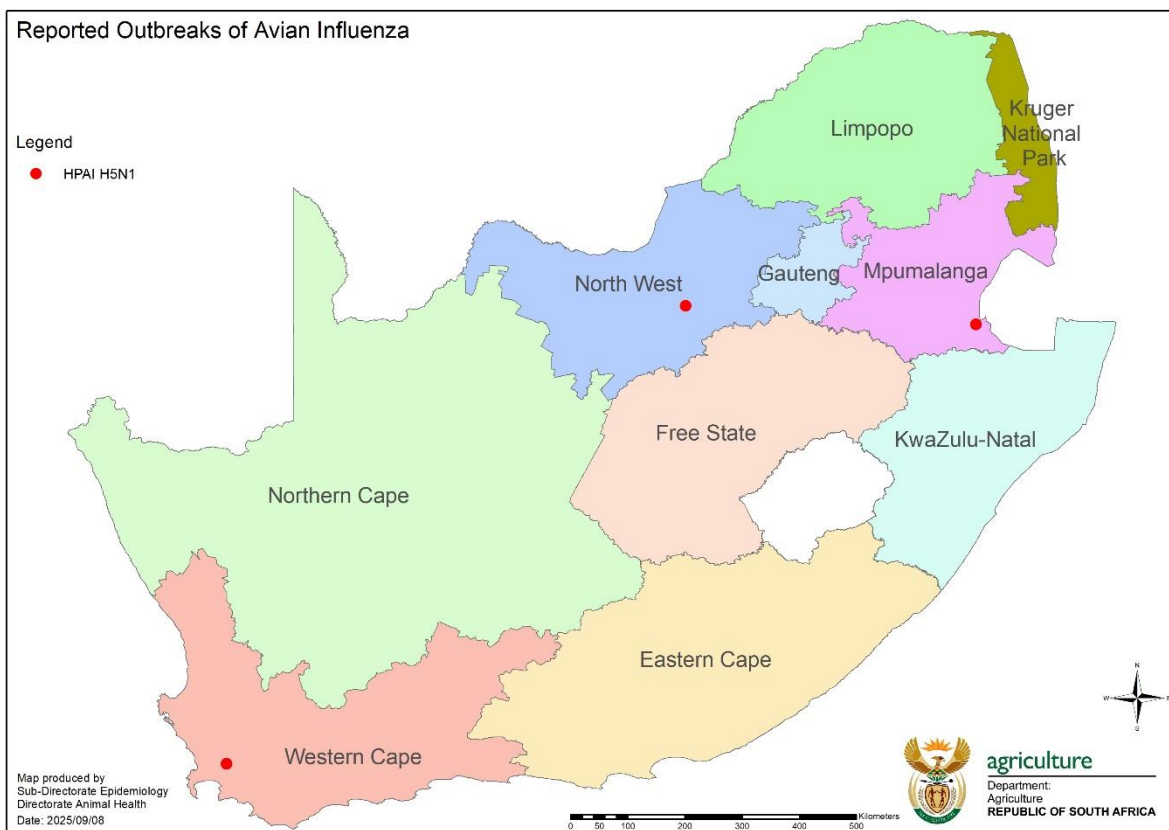 Reported Outbreaks of Avian Influenza
Legend
HPAI H5N1
Limpopo
Kruger
National
Park
North West
Gauteng
Mpumalanga
Free State
KwaZulu-Natal
Northern Cape
Eastern Cape
Western Cape
N
W
E
S
Map produced by
Sub-Directorate Epidemiology
Directorate Animal Health
Date: 2025/09/08
0 50 100 200 300 400 500
Kilometers
agriculture
Department:
Agriculture
REPUBLIC OF SOUTH AFRICA